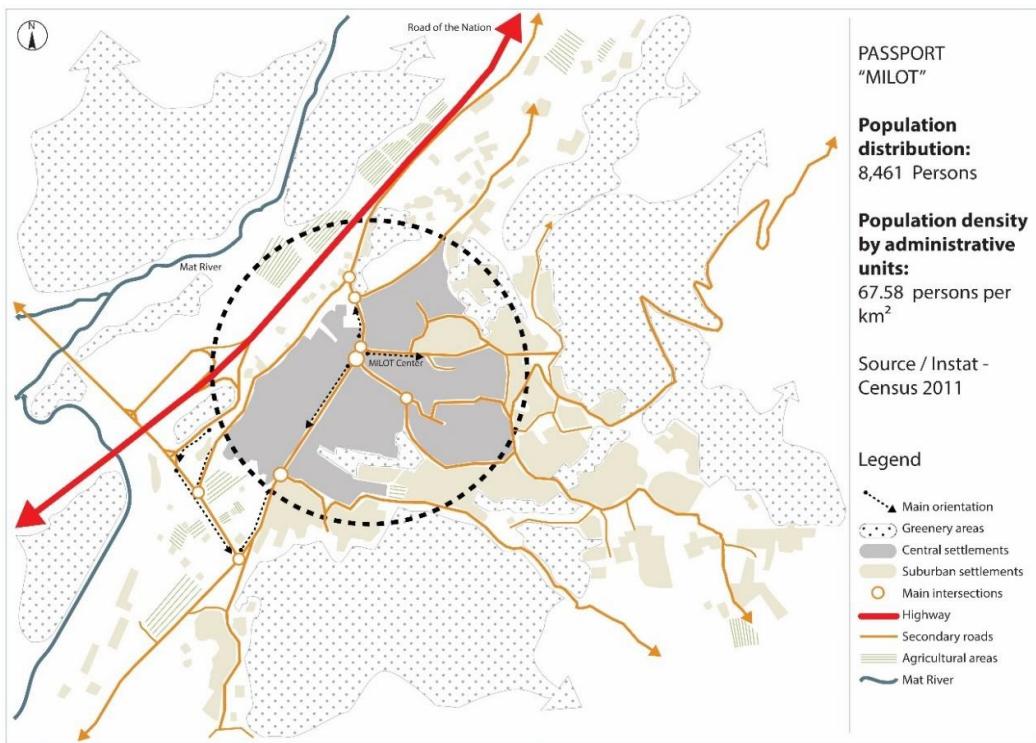 N
Road of the Nation
Mat River
MILOT Center
PASSPORT
“MILOT”
Population
distribution:
8,461 Persons
Population density
by administrative
units:
67.58 persons per
km²
Source / Instat -
Census 2011
Legend
Main orientation
Greenery areas
Central settlements
Suburban settlements
Main intersections
Highway
Secondary roads
Agricultural areas
Mat River